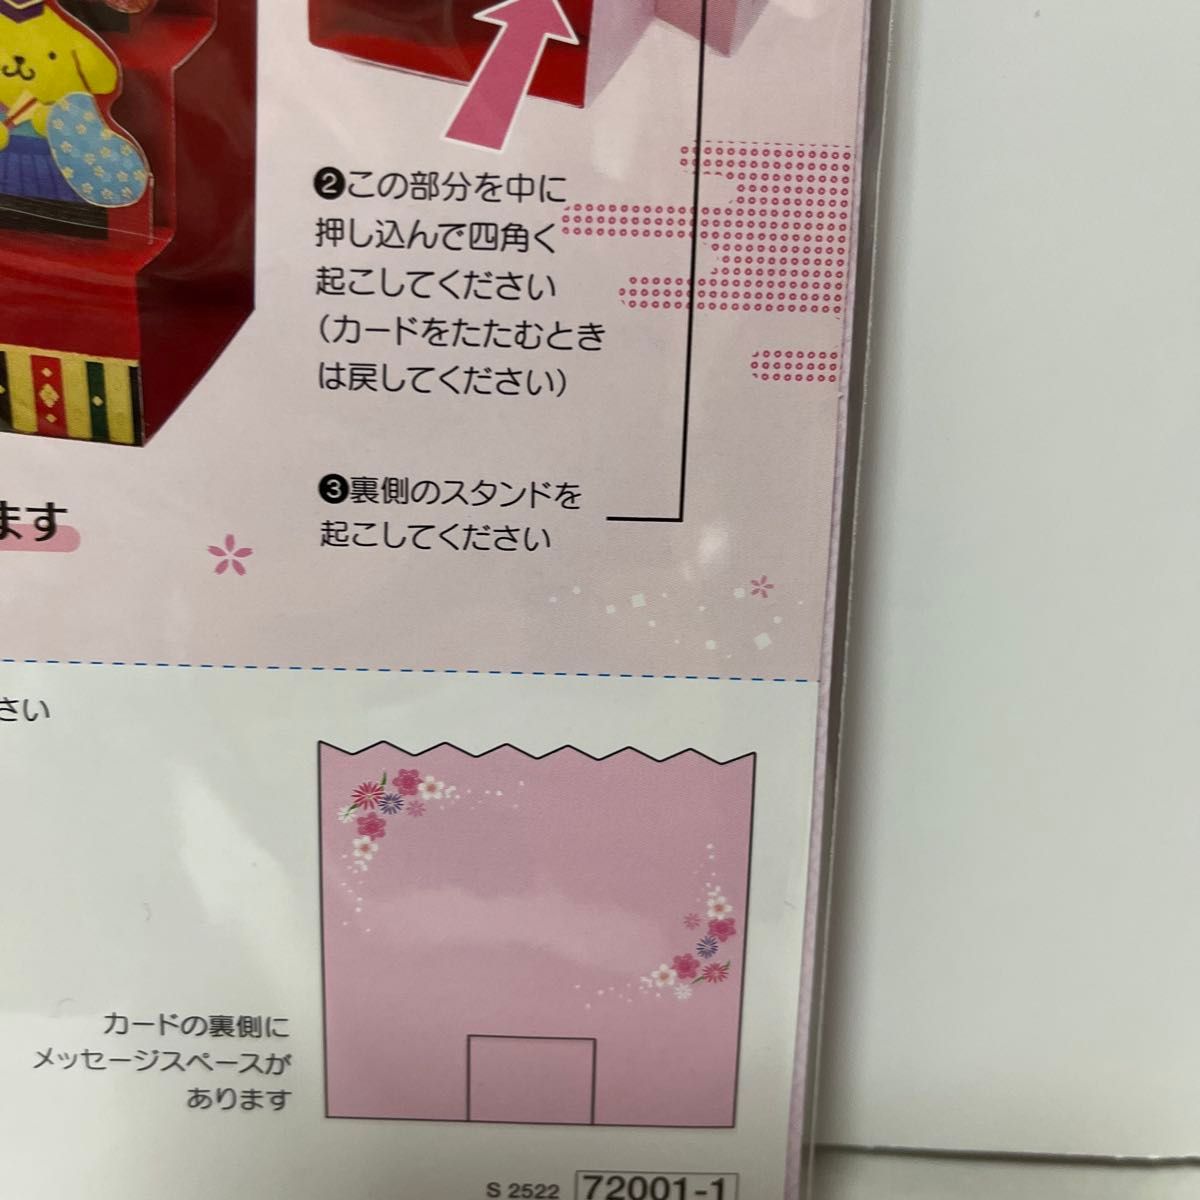 ❷この部分を中に
押し込んで四角く
起こしてください
(カードをたたむとき
は戻してください)
❸裏側のスタンドを
起こしてください
ます
さい
カードの裏側に
メッセージスペースが
あります
S 2522 72001-1